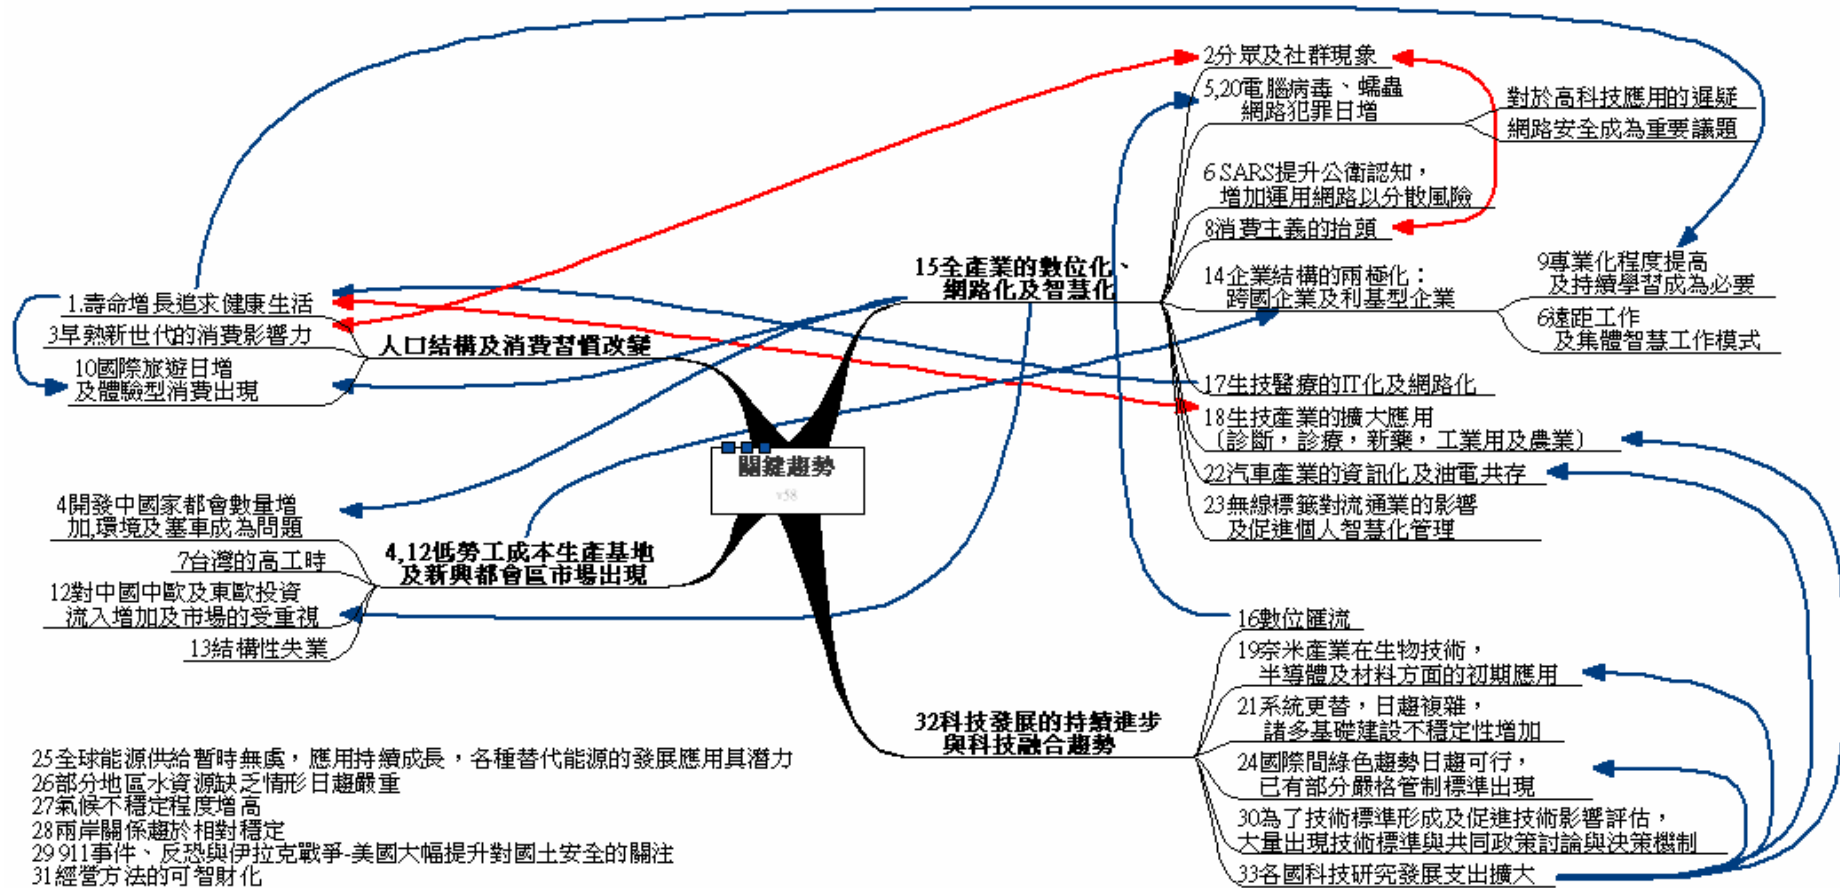 2分眾及社群現象
5,20電腦病毒、蠕蟲
網路犯罪日增
對於高科技應用的遲疑
網路安全成為重要議題
6 SARS提升公衛認知，
增加運用網路以分散風險
8消費主義的抬頭
15全產業的數位化、
網路化及智慧化
14企業結構的兩極化：
跨國企業及利基型企業
9專業化程度提高
及持續學習成為必要
6遠距工作
及集體智慧工作模式
17生技醫療的IT化及網路化
18生技產業的擴大應用
（診斷，診療，新藥，工業用及農業）
22汽車產業的資訊化及油電共存
23無線標籤對流通業的影響
及促進個人智慧化管理
1.壽命增長追求健康生活
3早熟新世代的消費影響力
10國際旅遊日增
及體驗型消費出現
人口結構及消費習慣改變
關鍵趨勢
v58
4開發中國家都會數量增
加,環境及塞車成為問題
7台灣的高工時
12對中國中歐及東歐投資
流入增加及市場的受重視
13結構性失業
4,12低勞工成本生產基地
及新興都會區市場出現
32科技發展的持續進步
與科技融合趨勢
16數位匯流
19奈米產業在生物技術，
半導體及材料方面的初期應用
21系統更替，日趨複雜，
諸多基礎建設不穩定性增加
24國際間綠色趨勢日趨可行，
已有部分嚴格管制標準出現
30為了技術標準形成及促進技術影響評估，
大量出現技術標準與共同政策討論與決策機制
33各國科技研究發展支出擴大
25全球能源供給暫時無虞，應用持續成長，各種替代能源的發展應用具潛力
26部分地區水資源缺乏情形日趨嚴重
27氣候不穩定程度增高
28兩岸關係趨於相對穩定
29 911事件、反恐與伊拉克戰爭-美國大幅提升對國土安全的關注
31經營方法的可智財化